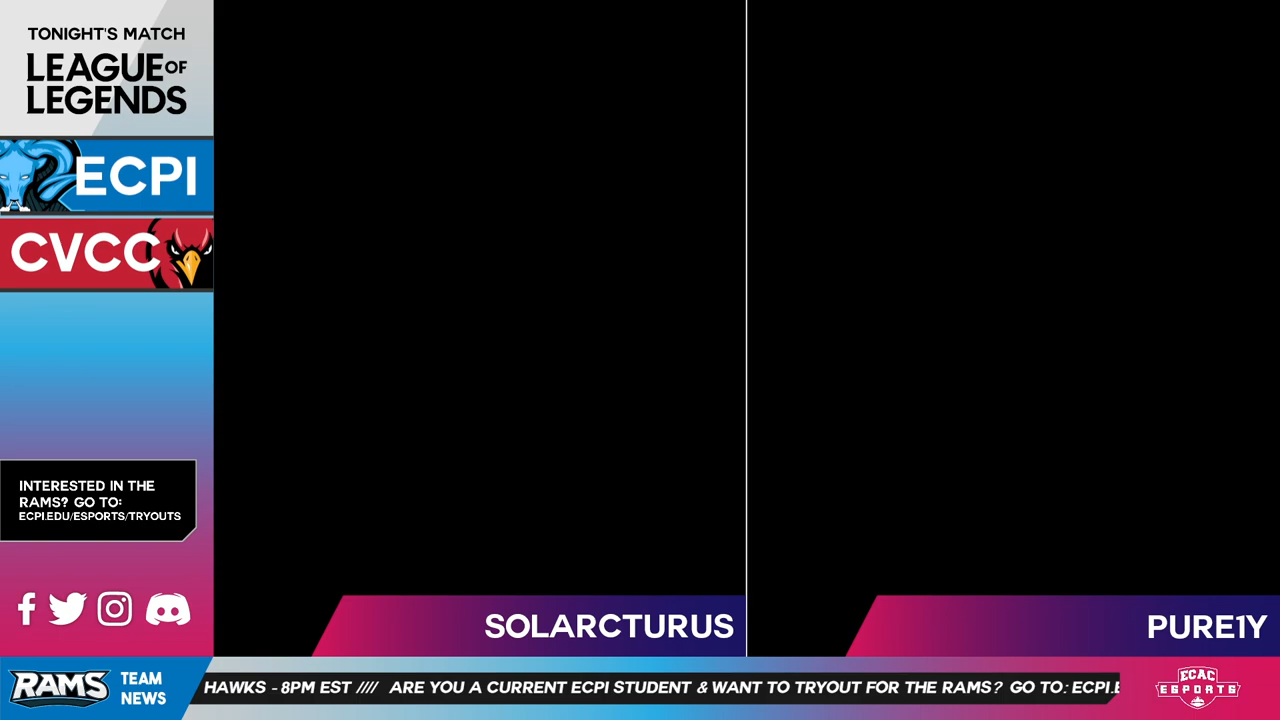 TONIGHT'S MATCH
LEAGUE OF
LEGENDS
ECPI
CVCC
INTERESTED IN THE
RAMS? GO TO:
ECPI.EDU/ESPORTS/TRYOUTS
SOLARCTURUS
PURE1Y
RAMS
TEAM
NEWS
HAWKS - 8PM EST //// ARE YOU A CURRENT ECPI STUDENT & WANT TO TRYOUT FOR THE RAMS? GO TO: ECPI.E
ECAC
ESPORTS